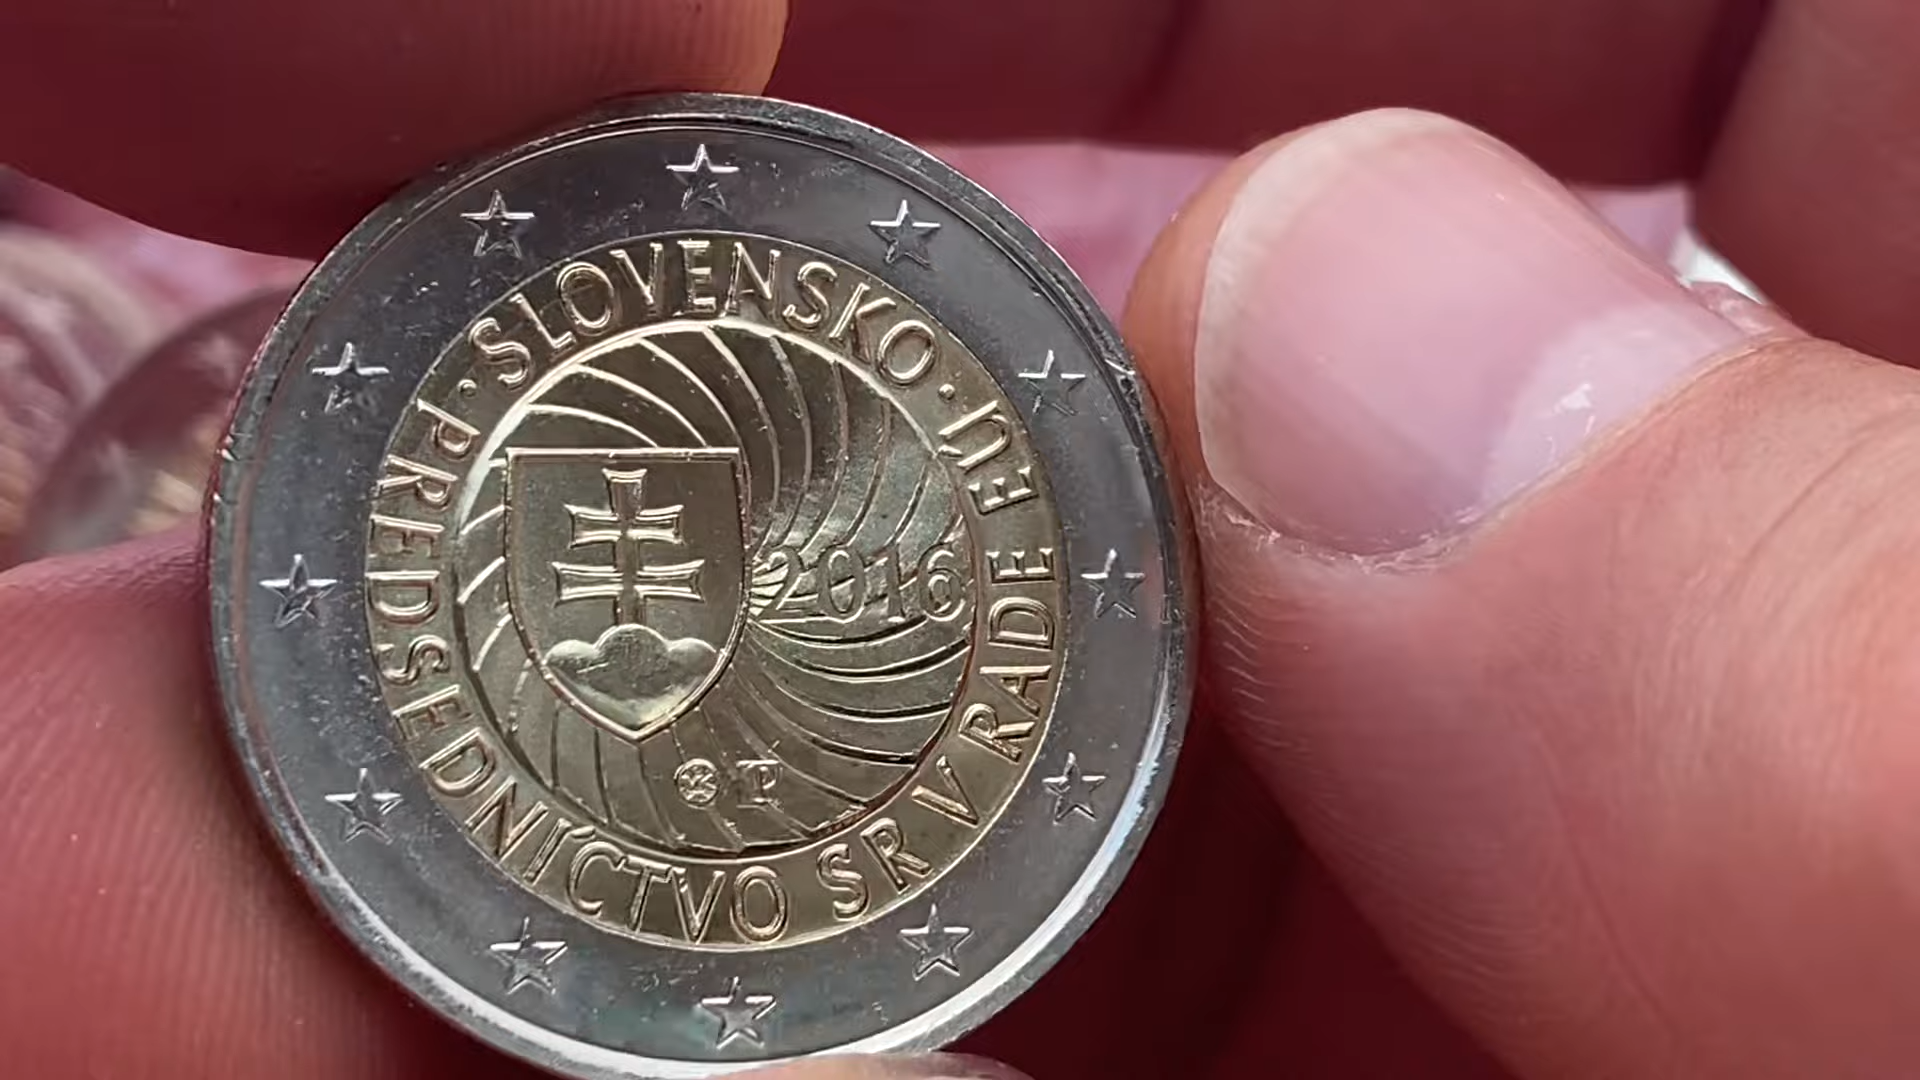 · SLOVENSKO ·
PREDSEDNÍCTVO SR V RADE EÚ
2016
P